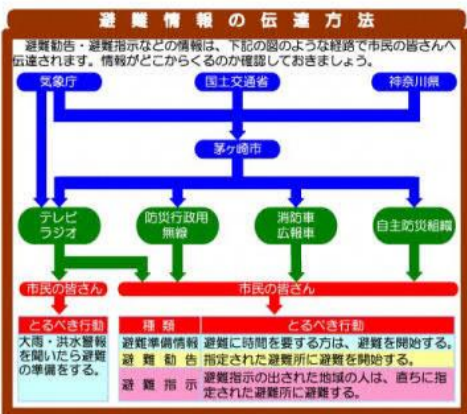 避難情報の伝達方法
避難勧告・避難指示などの情報は、下記の図のような経路で市民の皆さんへ
伝達されます。情報がどこからくるのか確認しておきましょう。
気象庁
国土交通省
神奈川県
茅ヶ崎市
テレビ
ラジオ
防災行政用
無線
消防車
広報車
自主防災組織
市民の皆さん
市民の皆さん
とるべき行動
大雨・洪水警報
を聞いたら避難
の準備をする。
種類 とるべき行動
避難準備情報 避難に時間を要する方は、避難を開始する。
避難勧告 指定された避難所に避難を開始する。
避難指示 避難指示の出された地域の人は、直ちに指
定された避難所に避難する。